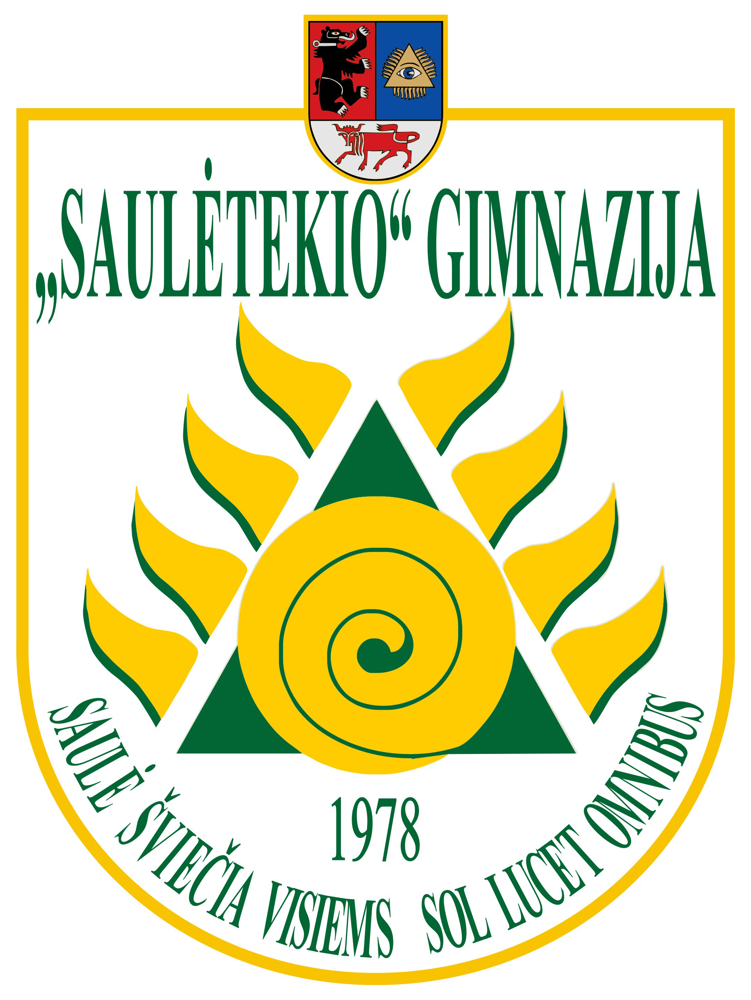 „SAULĖTEKIO“ GIMNAZIJA
1978
SAULĖ ŠVIEČIA VISIEMS SOL LUCET OMNIBUS